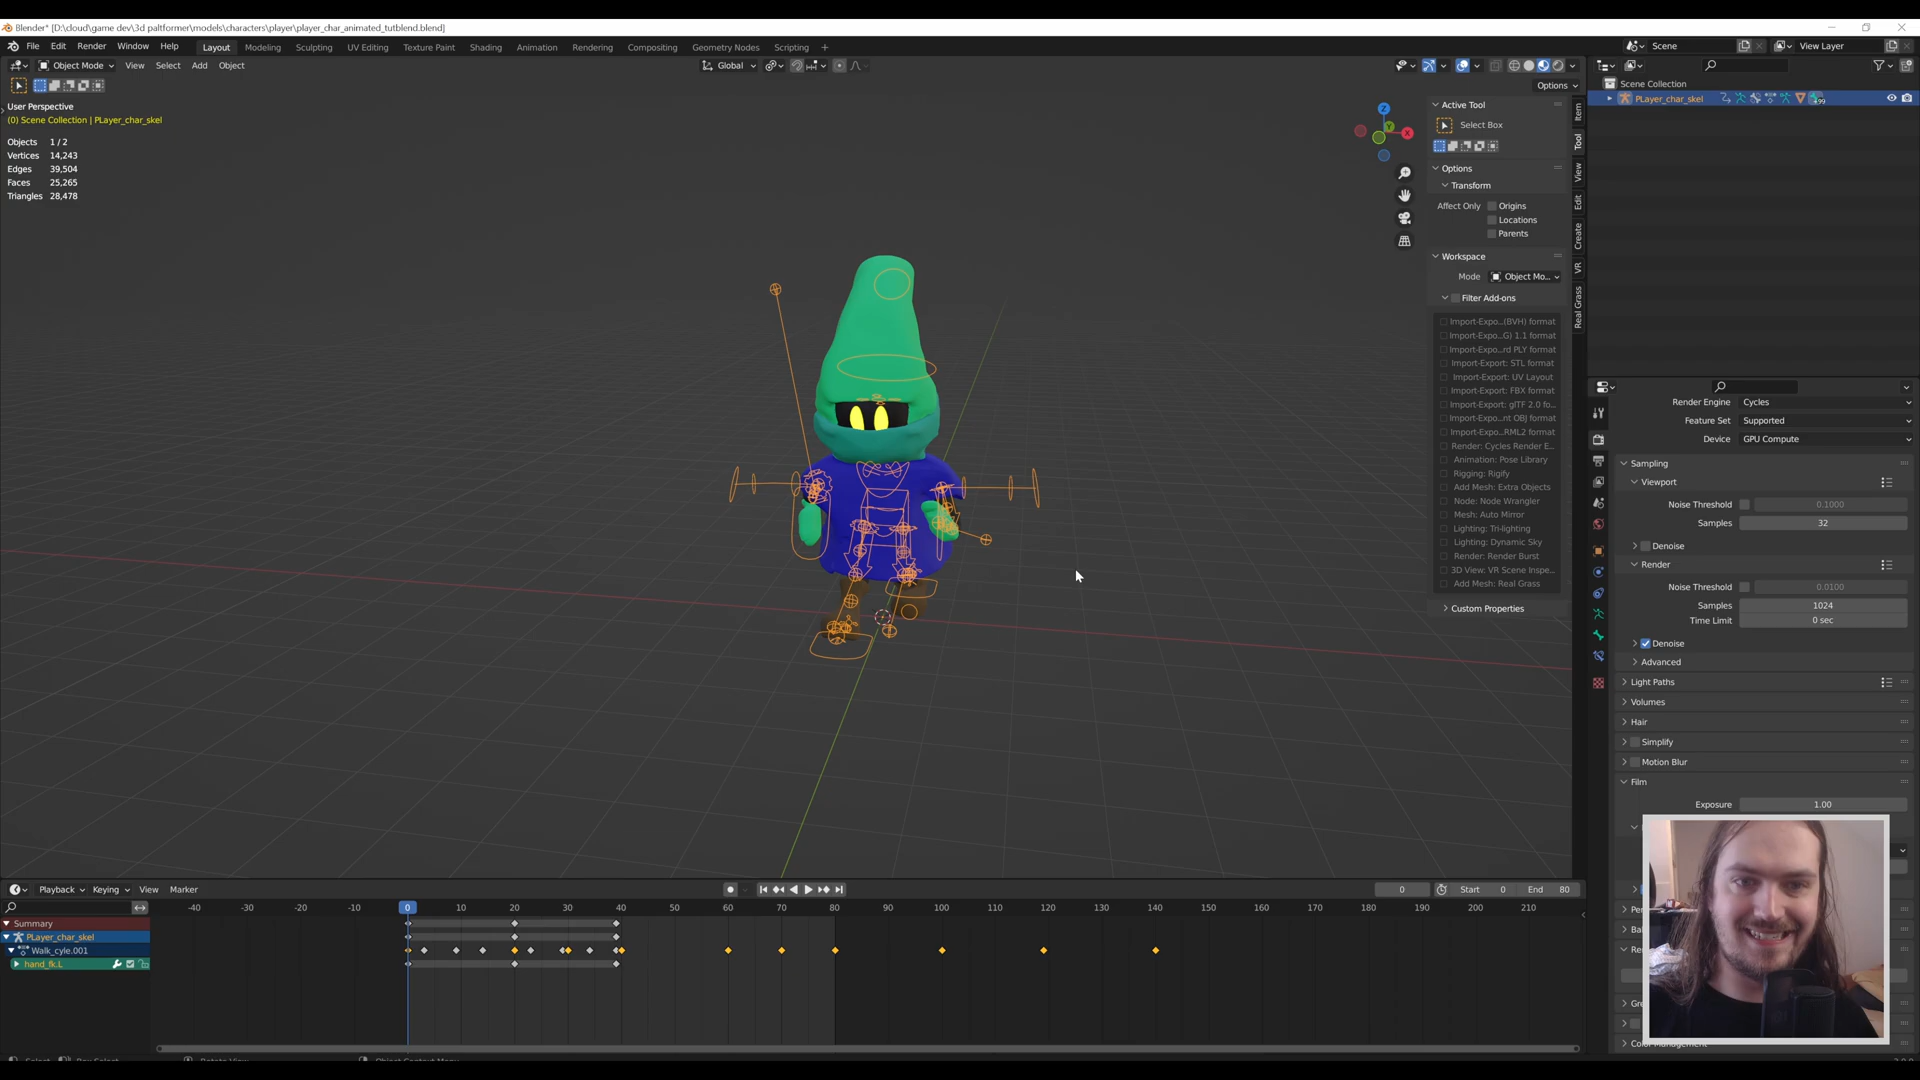 Blender* [D:\cloud\game dev\3d paltformer\models\characters\player\player_char_animated_tutblend.blend]
File Edit Render Window Help Layout Modeling Sculpting UV Editing Texture Paint Shading Animation Rendering Compositing Geometry Nodes Scripting + Scene View Layer
Object Mode View Select Add Object Global
Options
User Perspective
(0) Scene Collection | PLayer_char_skel
Objects 1 / 2
Vertices 14,243
Edges 39,504
Faces 25,265
Triangles 28,478
Z
Y
X
Active Tool
Select Box
Options
Transform
Affect Only Origins
Locations
Parents
Workspace
Mode Object Mo...
Filter Add-ons
Import-Expo...(BVH) format
Import-Expo...G) 1.1 format
Import-Expo...rd PLY format
Import-Export: STL format
Import-Export: UV Layout
Import-Export: FBX format
Import-Export: glTF 2.0 fo...
Import-Expo...nt OBJ format
Import-Expo...RML2 format
Render: Cycles Render E...
Animation: Pose Library
Rigging: Rigify
Add Mesh: Extra Objects
Node: Node Wrangler
Mesh: Auto Mirror
Lighting: Tri-lighting
Lighting: Dynamic Sky
Render: Render Burst
3D View: VR Scene Inspe...
Add Mesh: Real Grass
Custom Properties
Item
Tool
View
Edit
Create
VR
Real Grass
Scene Collection
PLayer_char_skel
99
Render Engine Cycles
Feature Set Supported
Device GPU Compute
Sampling
Viewport
Noise Threshold 0.1000
Samples 32
Denoise
Render
Noise Threshold 0.0100
Samples 1024
Time Limit 0 sec
Denoise
Advanced
Light Paths
Volumes
Hair
Simplify
Motion Blur
Film
Exposure 1.00
Playback Keying View Marker 0 Start 0 End 80
-40 -30 -20 -10 0 10 20 30 40 50 60 70 80 90 100 110 120 130 140 150 160 170 180 190 200 210
Summary
PLayer_char_skel
Walk_cyle.001
hand_fk.L